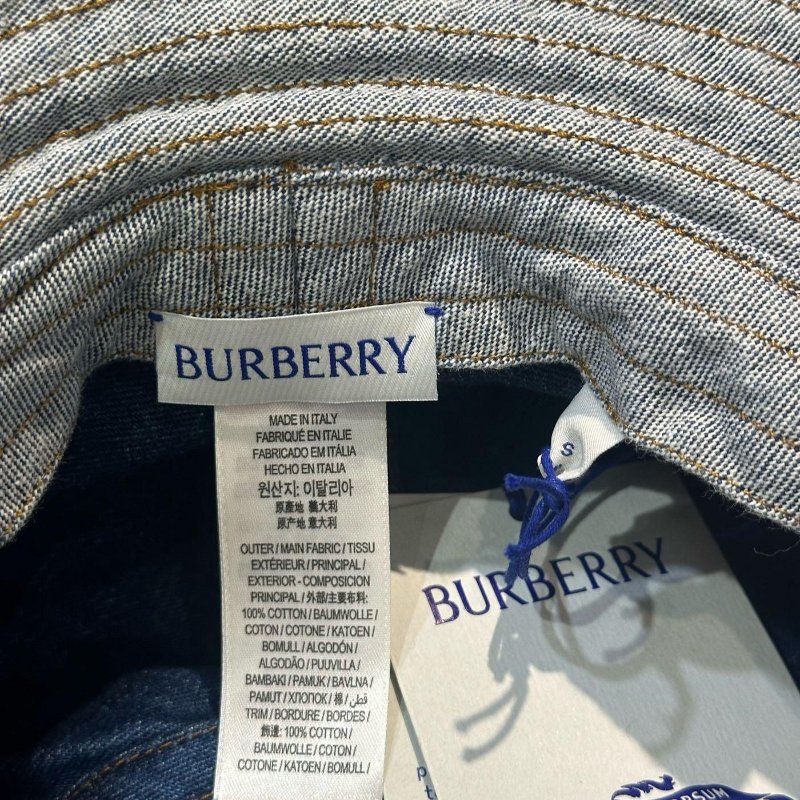 BURBERRY
MADE IN ITALY
FABRIQUÉ EN ITALIE
FABRICADO EM ITÁLIA
HECHO EN ITALIA
원산지: 이탈리아
原產地 義大利
原产地 意大利
OUTER / MAIN FABRIC / TISSU
EXTÉRIEUR / PRINCIPAL /
EXTERIOR - COMPOSICION
PRINCIPAL / 外部/主要布料:
100% COTTON / BAUMWOLLE /
COTON / COTONE / KATOEN /
BOMULL / ALGODÓN /
ALGODÃO / PUUVILLA /
BAMBAKI / PAMUK / BAVLNA /
PAMUT / ХЛОПОК / 棉 / قطن /
TRIM / BORDURE / BORDES /
飾邊: 100% COTTON /
BAUMWOLLE / COTON /
COTONE / KATOEN / BOMULL /
S
BURBERRY